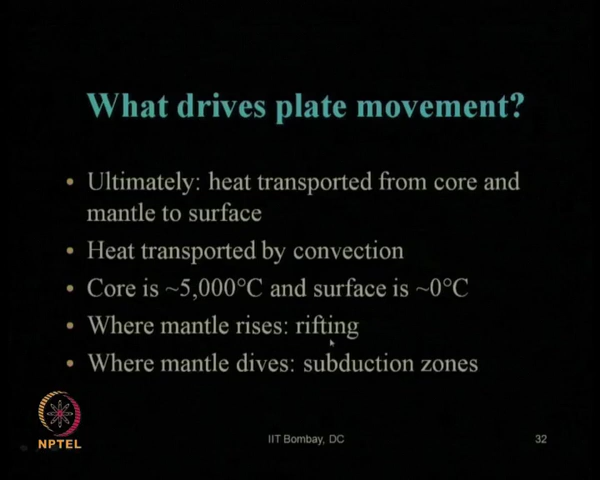 What drives plate movement?
• Ultimately: heat transported from core and
mantle to surface
• Heat transported by convection
• Core is ~5,000°C and surface is ~0°C
• Where mantle rises: rifting
• Where mantle dives: subduction zones
NPTEL
IIT Bombay, DC
32